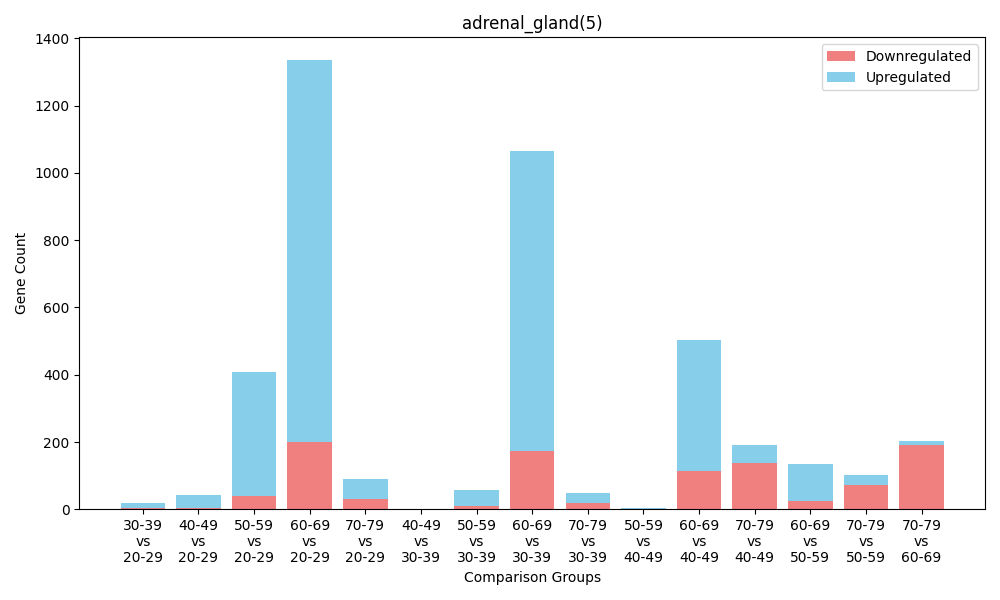 adrenal_gland(5)
Downregulated
Upregulated
Gene Count
1400
1200
1000
800
600
400
200
0
30-39 40-49 50-59 60-69 70-79 40-49 50-59 60-69 70-79 50-59 60-69 70-79 60-69 70-79 70-79
vs vs vs vs vs vs vs vs vs vs vs vs vs vs vs
20-29 20-29 20-29 20-29 20-29 30-39 30-39 30-39 30-39 40-49 40-49 40-49 50-59 50-59 60-69
Comparison Groups